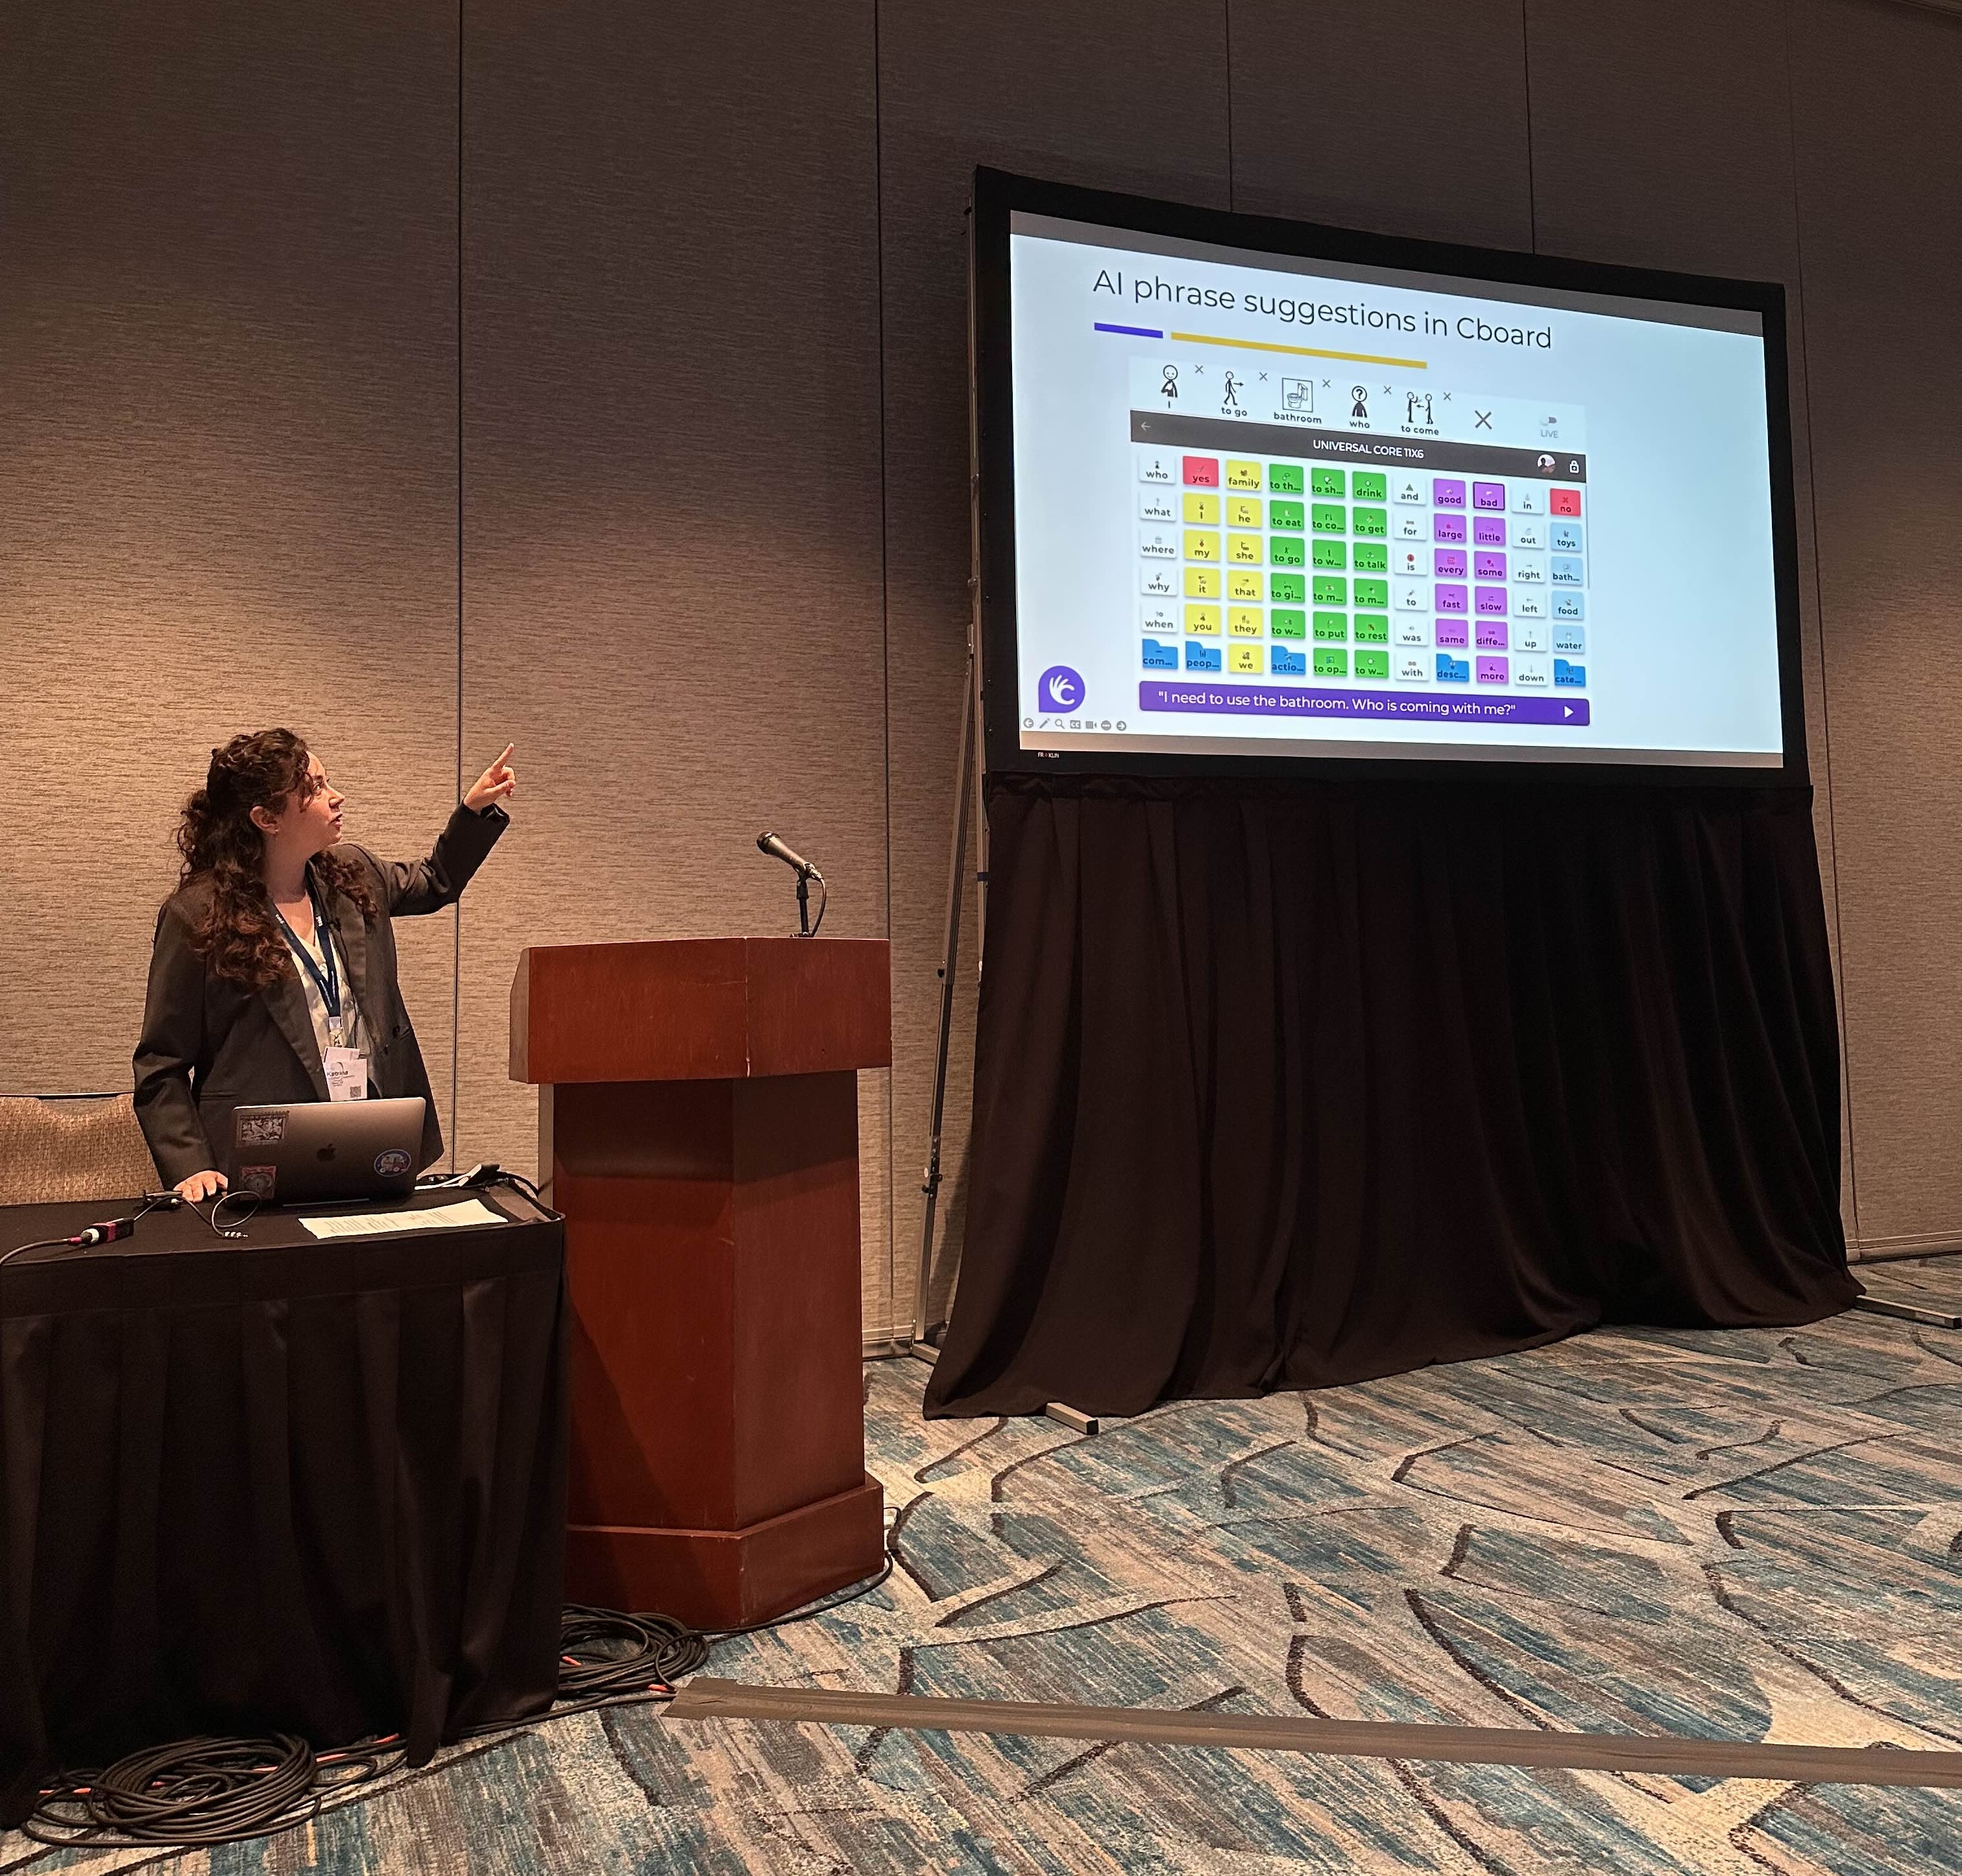 AI phrase suggestions in Cboard
I
to go
bathroom
who
to come
LIVE
UNIVERSAL CORE 11X6
who yes family to th... to sh... drink and good bad in no
what I he to eat to co... to get for large little out toys
where my she to go to w... to talk is every some right bath...
why it that to gi... to m... to m... to fast slow left food
when you they to w... to put to rest was same diffe... up water
com... peop... we actio... to op... to w... with desc... more down cate...
"I need to use the bathroom. Who is coming with me?"